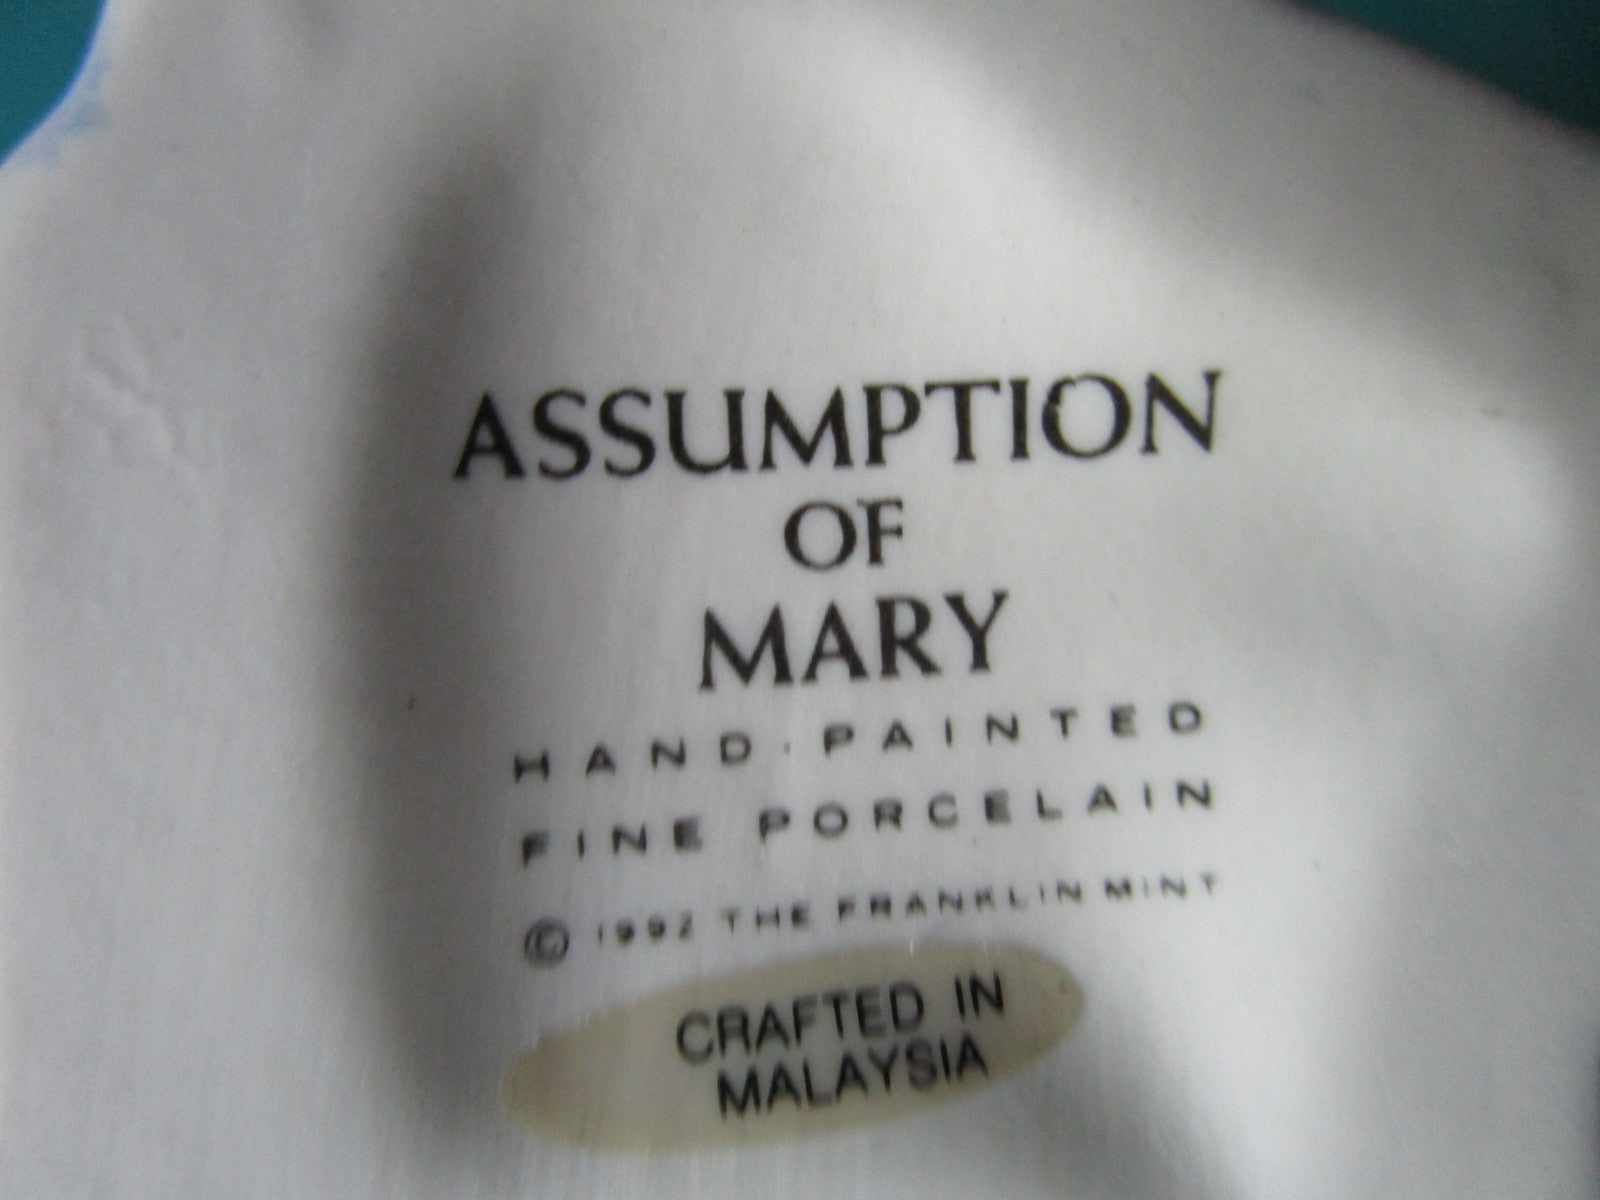 ASSUMPTION
OF
MARY
HAND·PAINTED
FINE PORCELAIN
© 1992 THE FRANKLIN MINT
CRAFTED IN
MALAYSIA